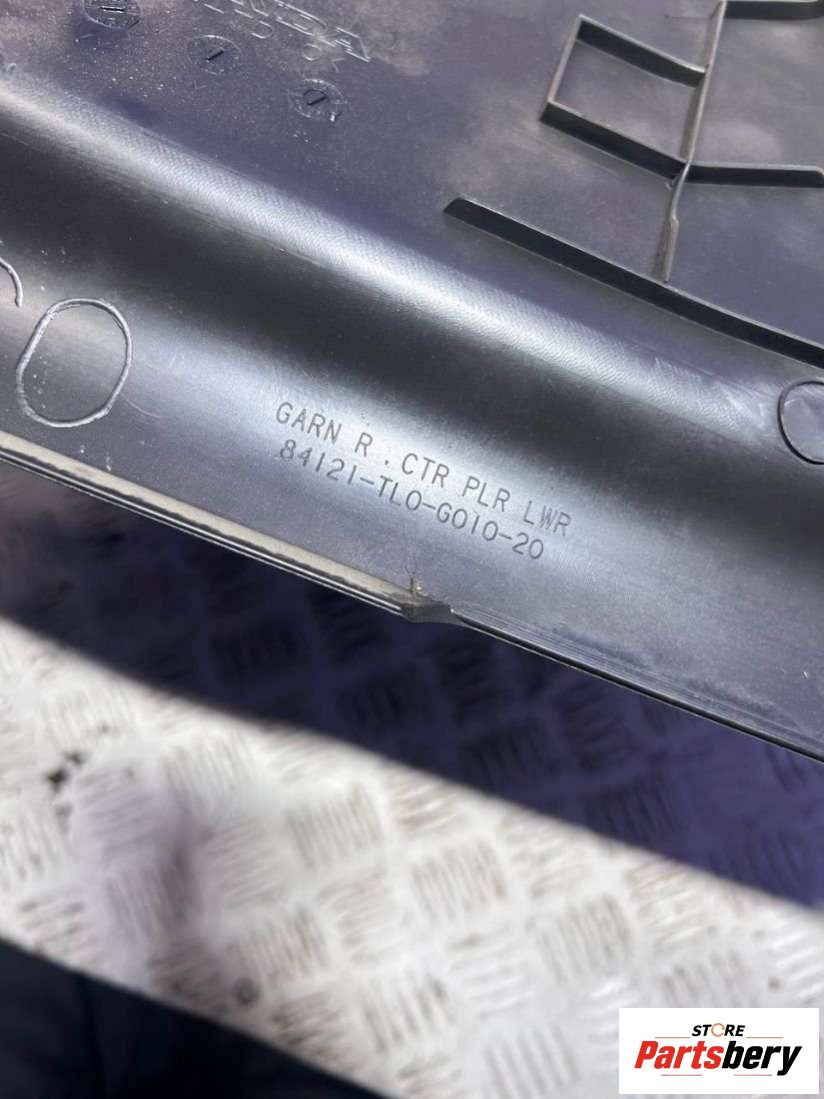 GARN R . CTR PLR LWR
84121-TL0-G010-20
STORE
Partsbery